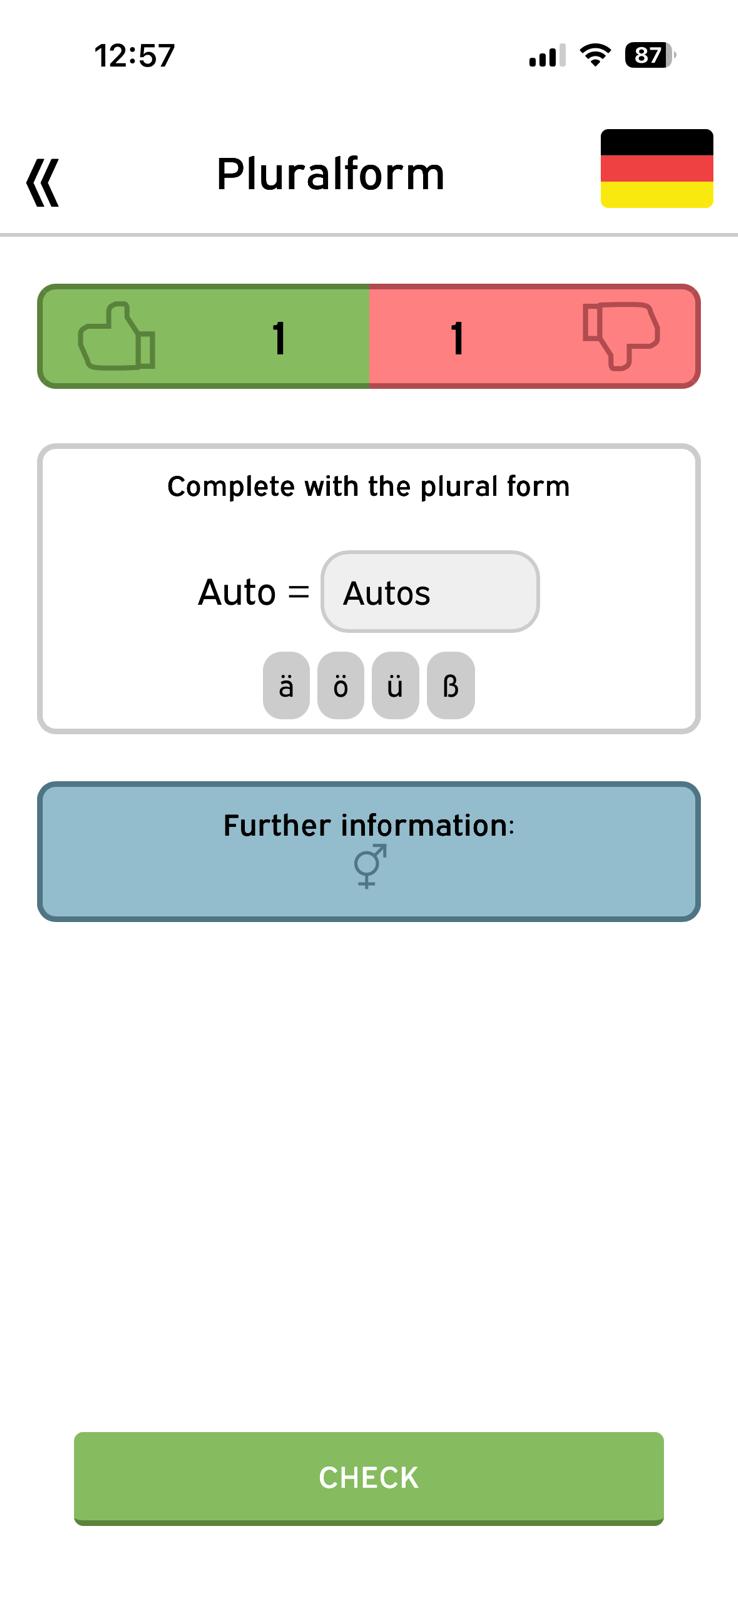 12:57
87
Pluralform
1 1
Complete with the plural form
Auto = Autos
ä ö ü ß
Further information:
CHECK